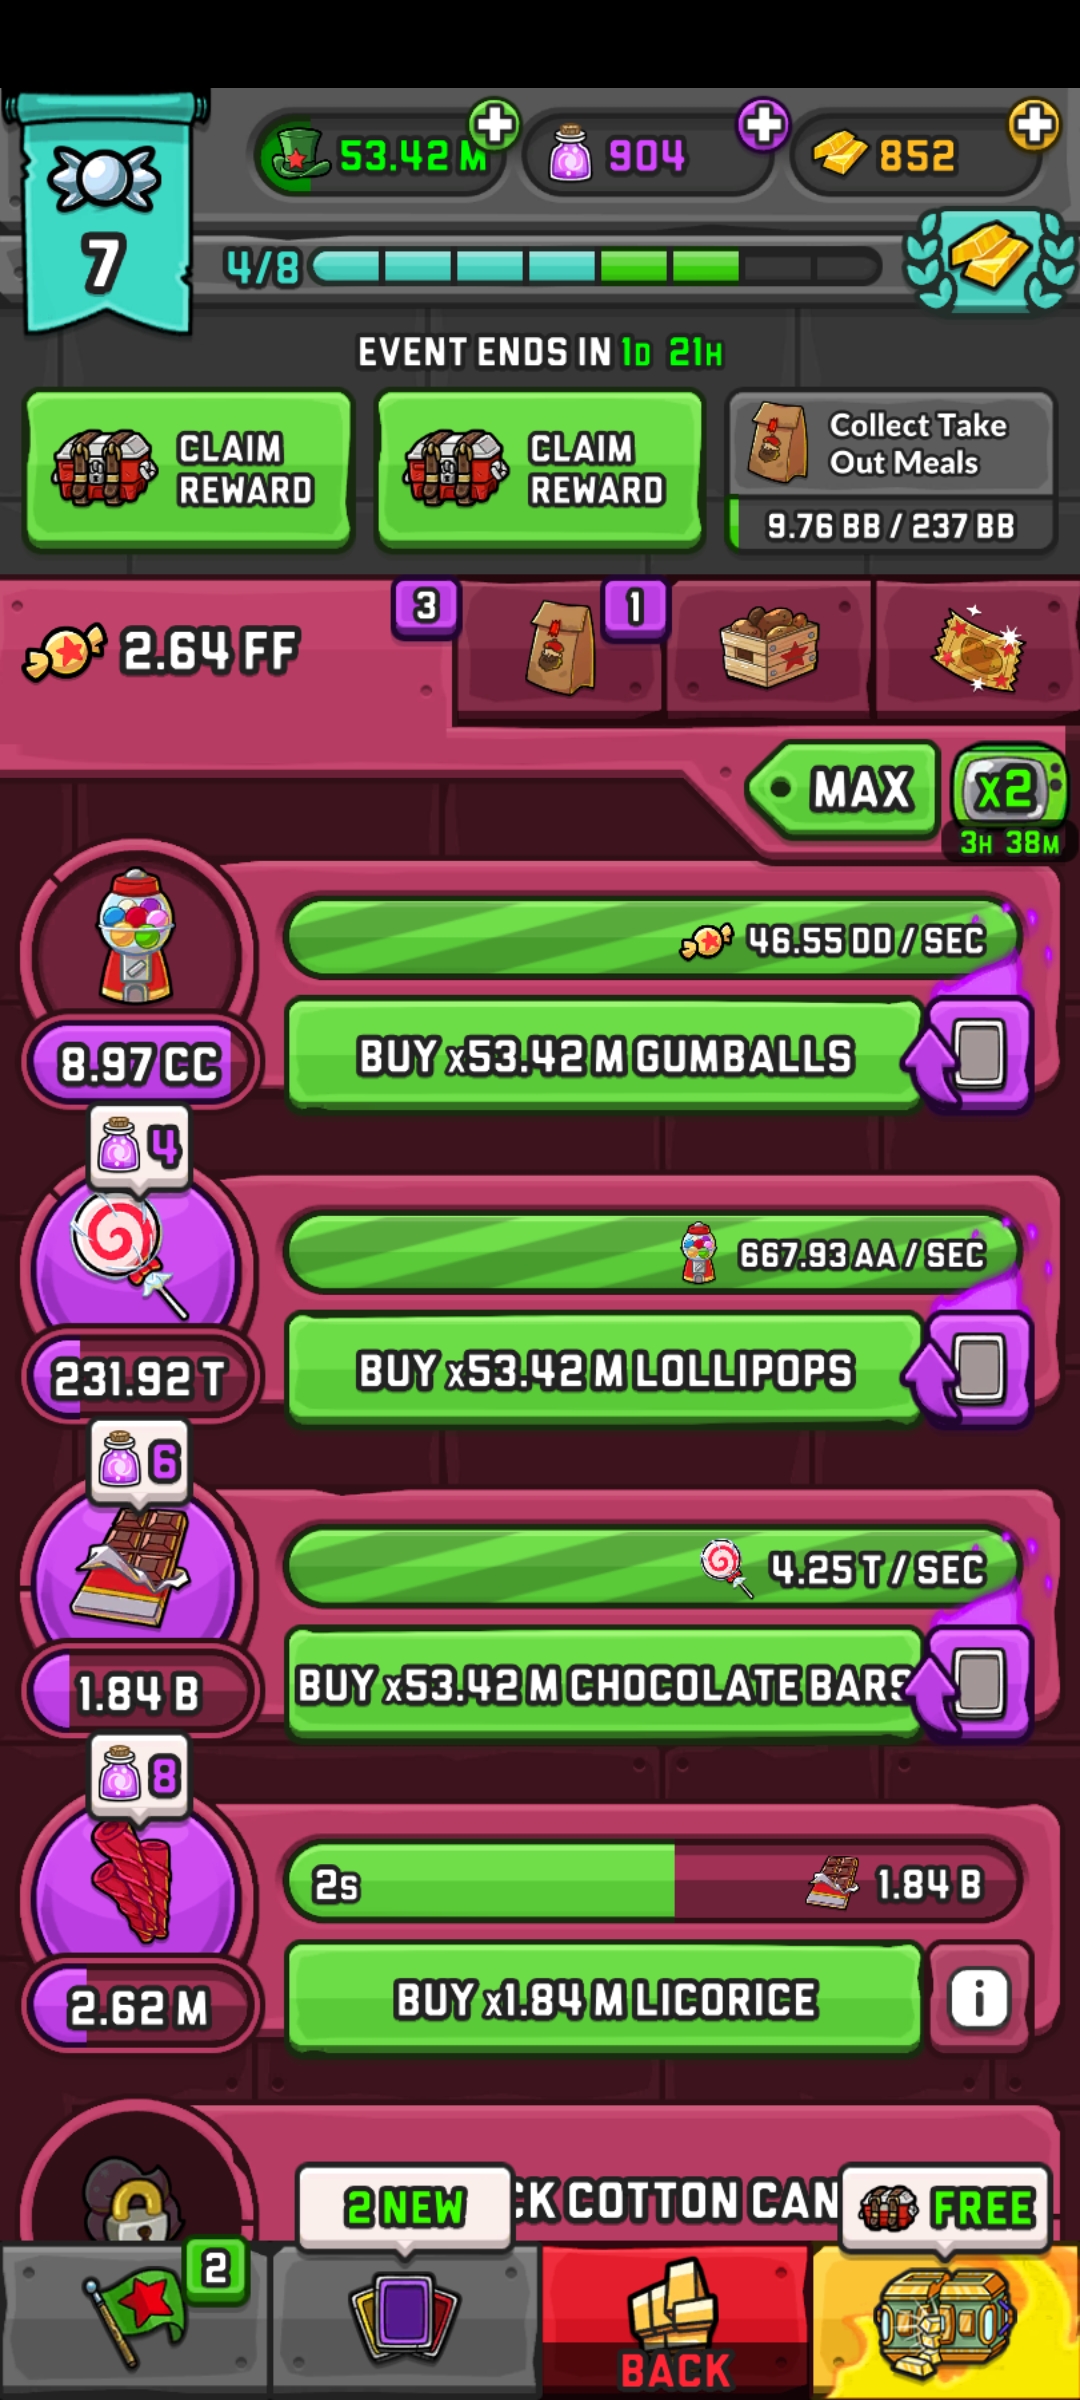 53.42 M
904
852
7
4/8
EVENT ENDS IN 1D 21H
CLAIM
REWARD
CLAIM
REWARD
Collect Take
Out Meals
9.76 BB / 237 BB
3
1
2.64 FF
MAX
x2
3H 38M
46.55 DD / SEC
BUY x53.42 M GUMBALLS
8.97 CC
4
667.93 AA / SEC
BUY x53.42 M LOLLIPOPS
231.92 T
6
4.25 T / SEC
BUY x53.42 M CHOCOLATE BARS
1.84 B
8
2s
1.84 B
BUY x1.84 M LICORICE
i
2.62 M
CK COTTON CAN
2 NEW
FREE
2
BACK